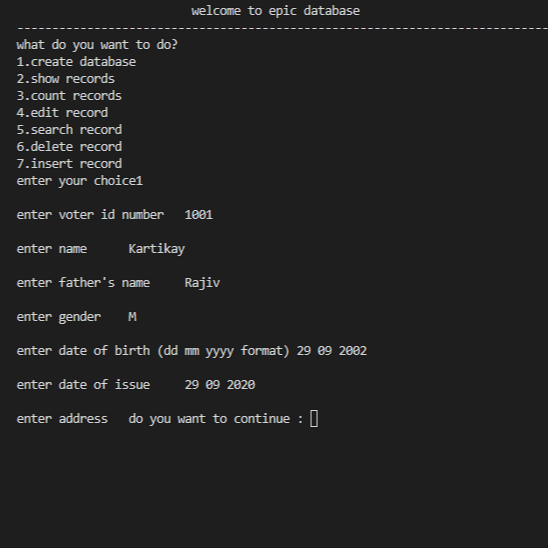 welcome to epic database
--------------------------------------------------------------------------------
what do you want to do?
1.create database
2.show records
3.count records
4.edit record
5.search record
6.delete record
7.insert record
enter your choice1
enter voter id number 1001
enter name Kartikay
enter father's name Rajiv
enter gender M
enter date of birth (dd mm yyyy format) 29 09 2002
enter date of issue 29 09 2020
enter address do you want to continue :